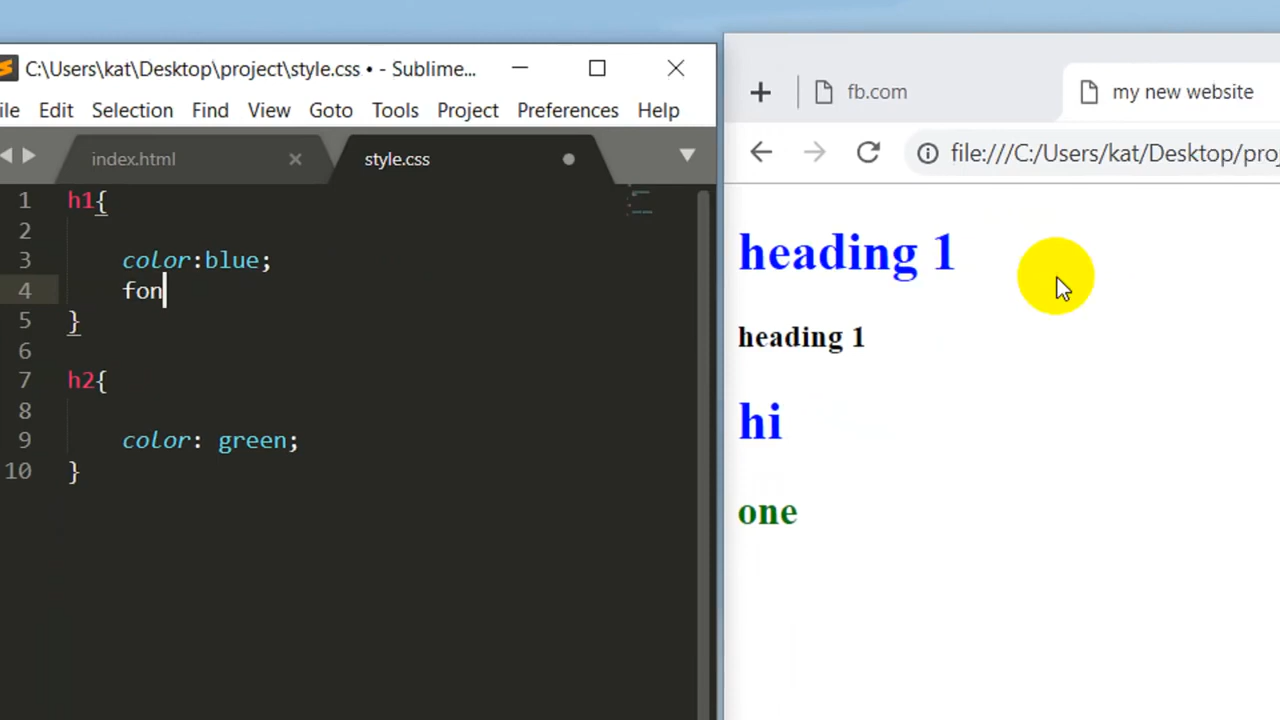 C:\Users\kat\Desktop\project\style.css • - Sublime...
ile Edit Selection Find View Goto Tools Project Preferences Help
index.html style.css
1 h1{
2
3 color:blue;
4 fon
5 }
6
7 h2{
8
9 color: green;
10 }
fb.com my new website
file:///C:/Users/kat/Desktop/proj
heading 1
heading 1
hi
one